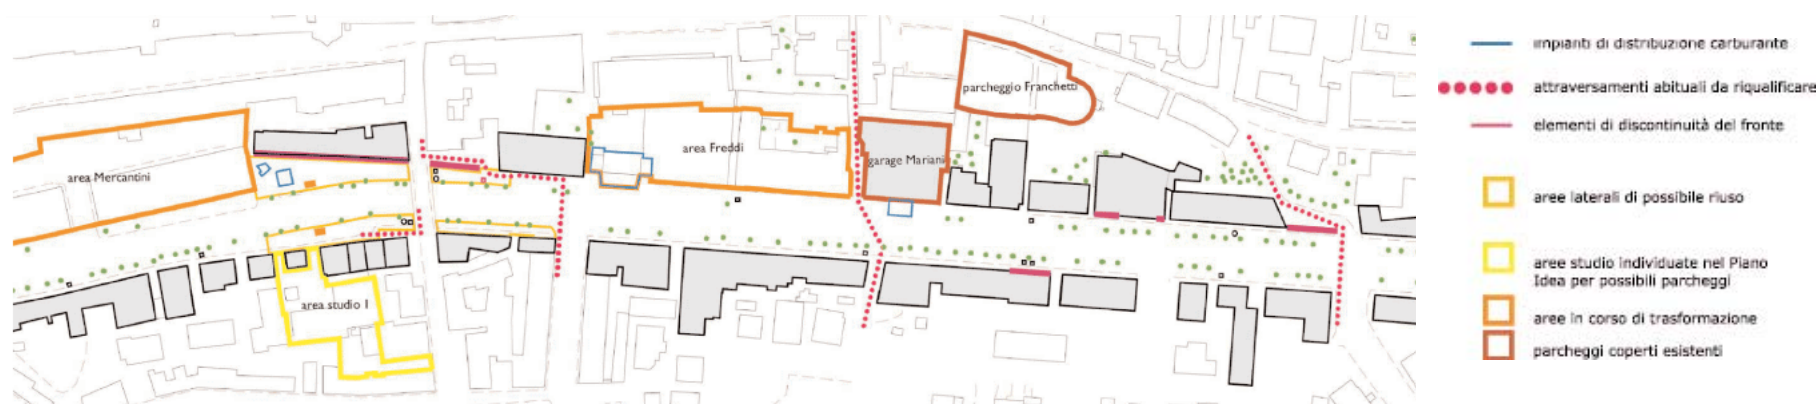 impianti di distribuzione carburante
attraversamenti abituali da riqualificare
elementi di discontinuità del fronte
aree laterali di possibile riuso
aree studio individuate nel Piano
Idea per possibili parcheggi
aree in corso di trasformazione
parcheggi coperti esistenti
parcheggio Franchetti
area Freddi
garage Mariani
area Mercantini
area studio 1